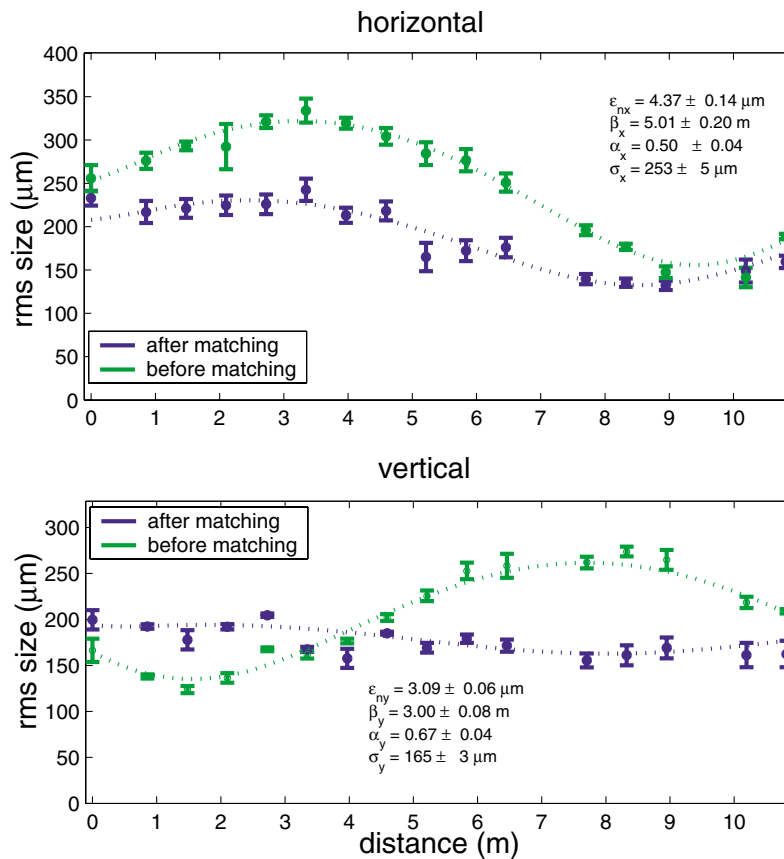 horizontal
400
350
300
250
200
150
100
50
0
rms size (μm)
ε_nx = 4.37 ± 0.14 μm
β_x = 5.01 ± 0.20 m
α_x = 0.50 ± 0.04
σ_x = 253 ± 5 μm
after matching
before matching
0 1 2 3 4 5 6 7 8 9 10
vertical
300
250
200
150
100
50
0
rms size (μm)
after matching
before matching
ε_ny = 3.09 ± 0.06 μm
β_y = 3.00 ± 0.08 m
α_y = 0.67 ± 0.04
σ_y = 165 ± 3 μm
0 1 2 3 4 5 6 7 8 9 10
distance (m)